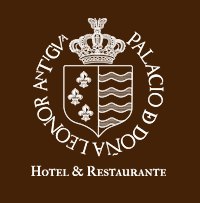 PALACIO D DOÑA LEONOR ANTIGVA
HOTEL & RESTAURANTE